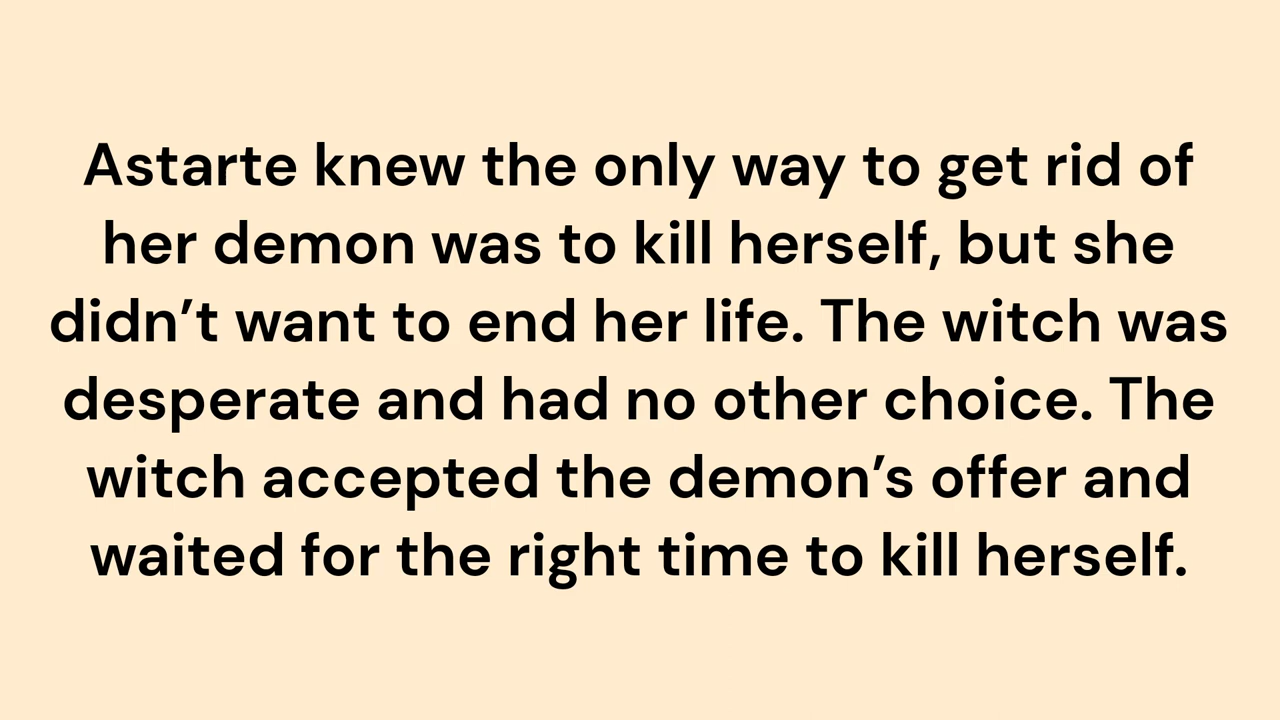 Astarte knew the only way to get rid of
her demon was to kill herself, but she
didn’t want to end her life. The witch was
desperate and had no other choice. The
witch accepted the demon’s offer and
waited for the right time to kill herself.